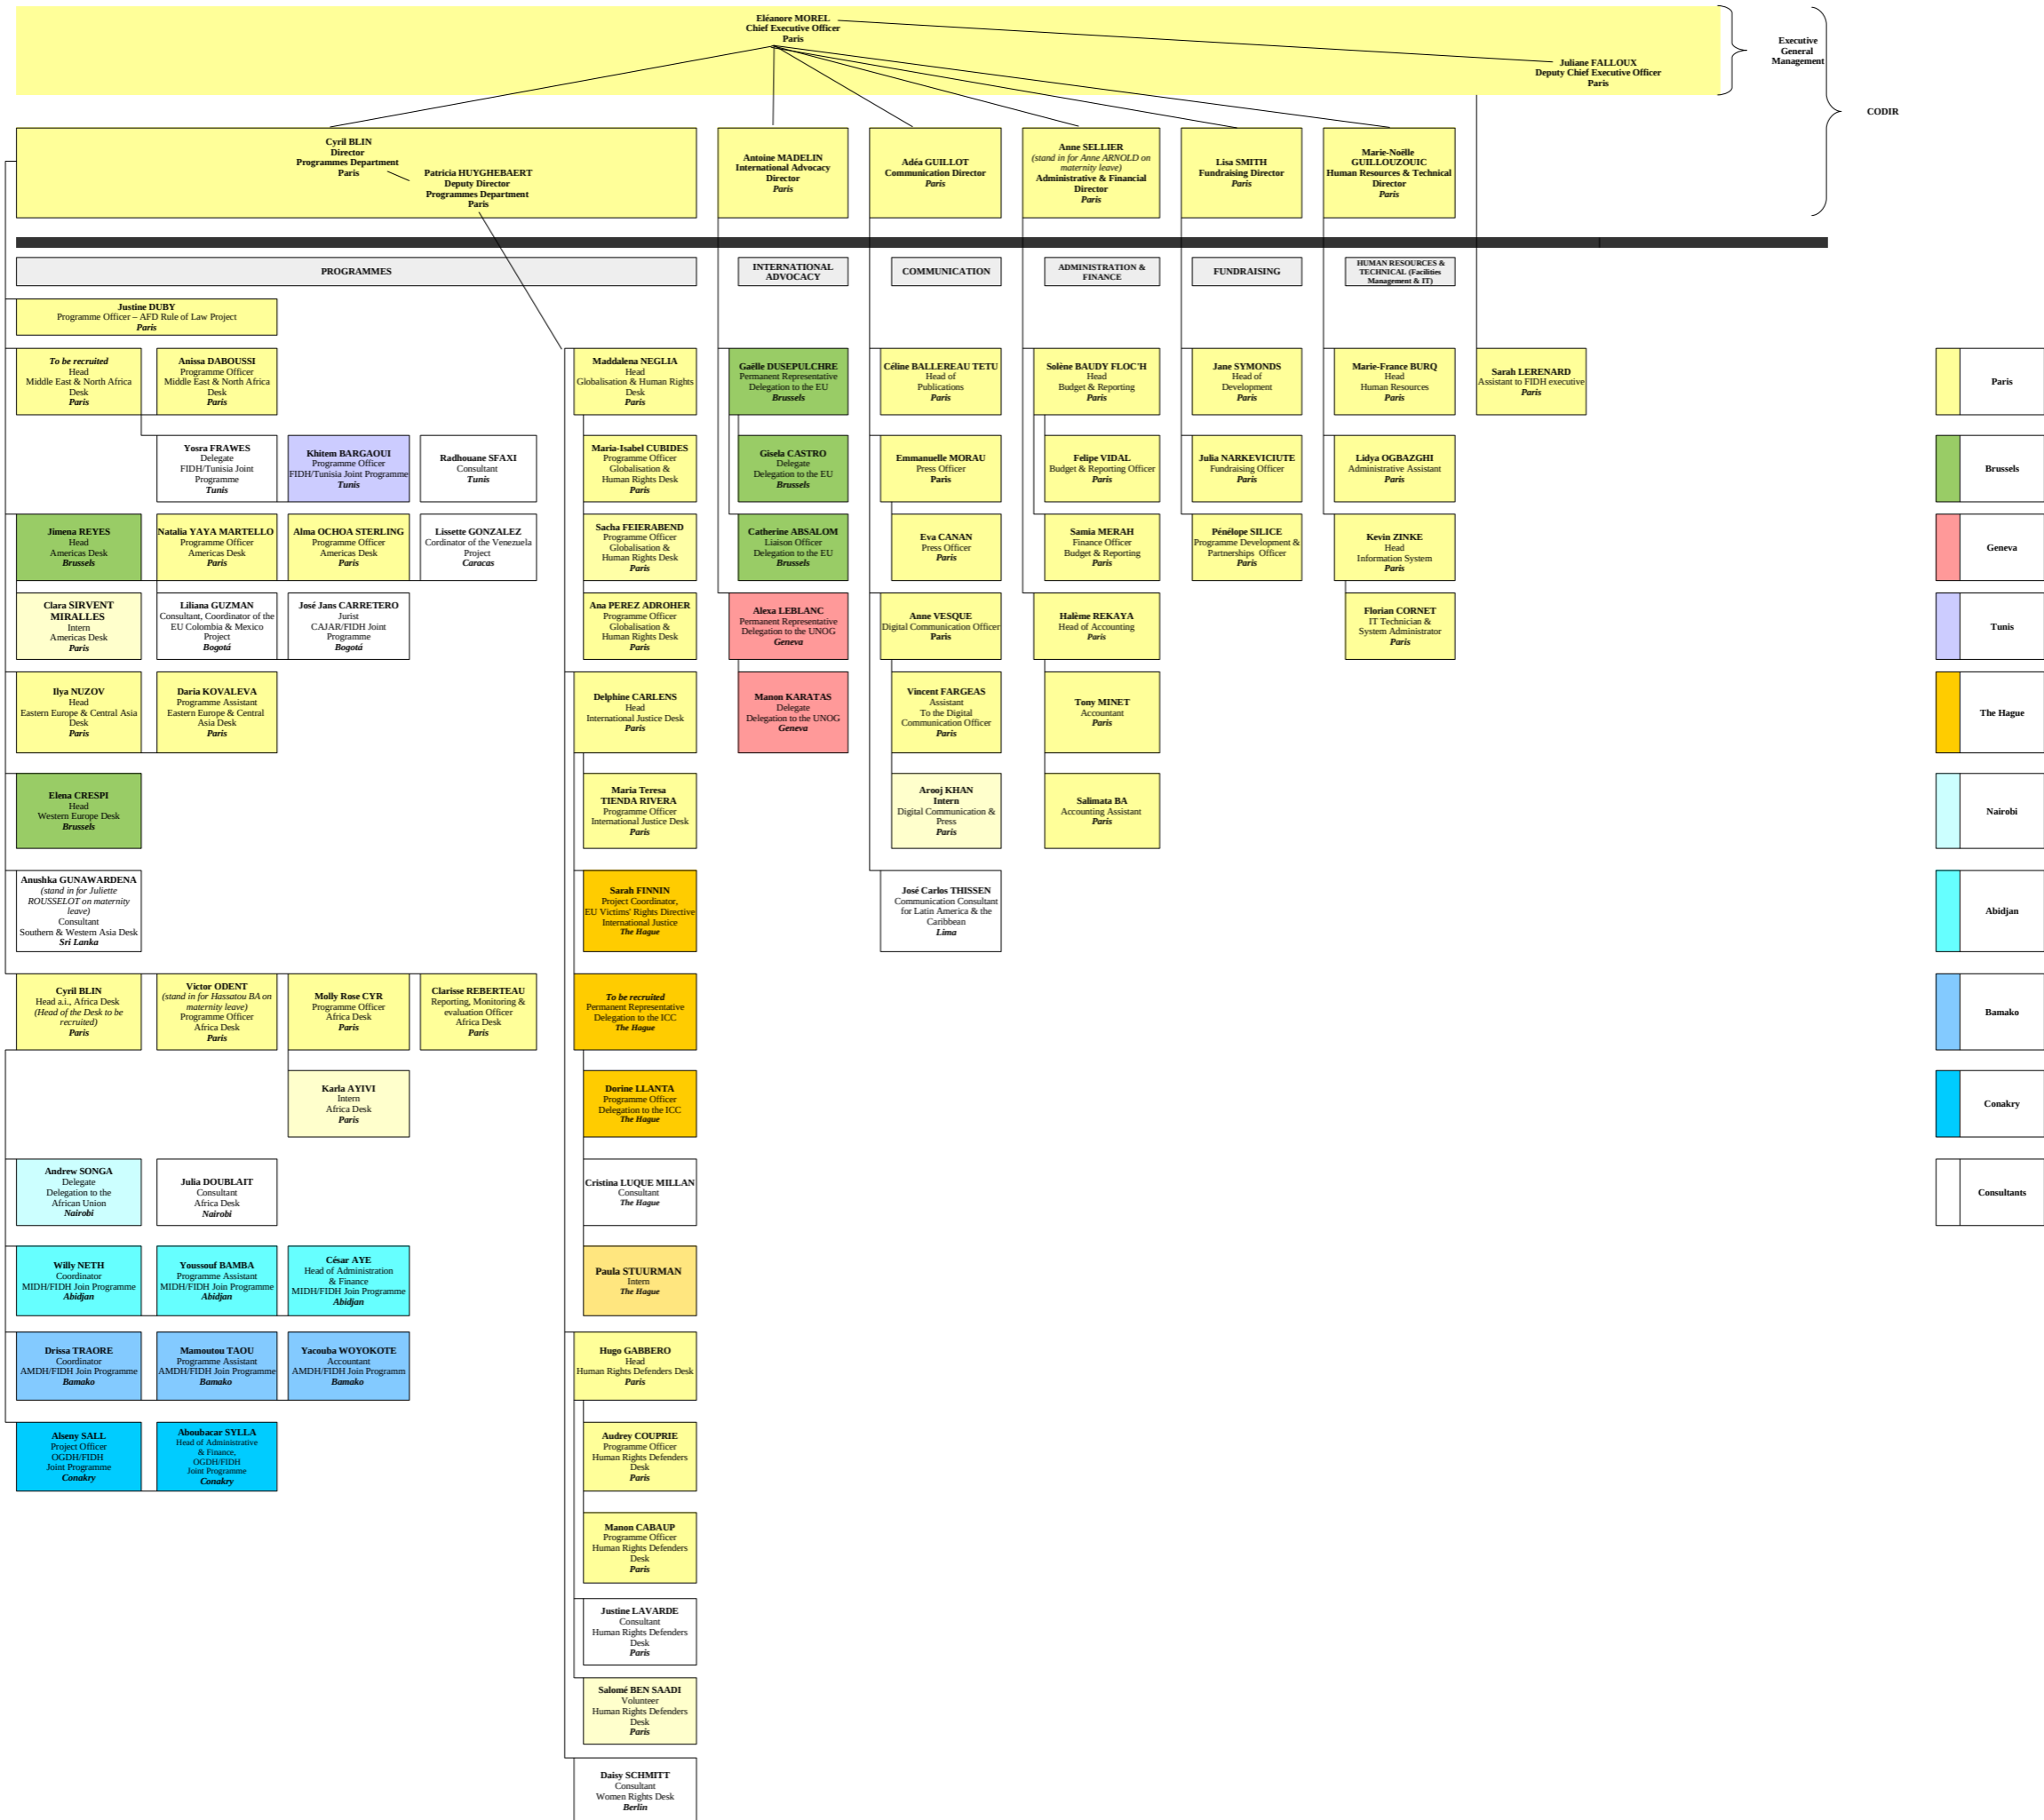 Eléanore MOREL
Chief Executive Officer
Paris
Juliane FALLOUX
Deputy Chief Executive Officer
Paris
Executive
General
Management
CODIR
Cyril BLIN
Director
Programmes Department
Paris
Patricia HUYGHEBAERT
Deputy Director
Programmes Department
Paris
Antoine MADELIN
International Advocacy
Director
Paris
Adéa GUILLOT
Communication Director
Paris
Anne SELLIER
(stand in for Anne ARNOLD on
maternity leave)
Administrative & Financial
Director
Paris
Lisa SMITH
Fundraising Director
Paris
Marie-Noëlle
GUILLOUZOUIC
Human Resources & Technical
Director
Paris
PROGRAMMES
INTERNATIONAL
ADVOCACY
COMMUNICATION
ADMINISTRATION &
FINANCE
FUNDRAISING
HUMAN RESOURCES &
TECHNICAL (Facilities
Management & IT)
Justine DUBY
Programme Officer – AFD Rule of Law Project
Paris
To be recruited
Head
Middle East & North Africa
Desk
Paris
Anissa DABOUSSI
Programme Officer
Middle East & North Africa
Desk
Paris
Maddalena NEGLIA
Head
Globalisation & Human Rights
Desk
Paris
Gaëlle DUSEPULCHRE
Permanent Representative
Delegation to the EU
Brussels
Céline BALLEREAU TETU
Head of
Publications
Paris
Solène BAUDY FLOC'H
Head
Budget & Reporting
Paris
Jane SYMONDS
Head of
Development
Paris
Marie-France BURQ
Head
Human Resources
Paris
Sarah LERENARD
Assistant to FIDH executive
Paris
Paris
Yosra FRAWES
Delegate
FIDH/Tunisia Joint
Programme
Tunis
Khitem BARGAOUI
Programme Officer
FIDH/Tunisia Joint Programme
Tunis
Radhouane SFAXI
Consultant
Tunis
Maria-Isabel CUBIDES
Programme Officer
Globalisation &
Human Rights Desk
Paris
Gisela CASTRO
Delegate
Delegation to the EU
Brussels
Emmanuelle MORAU
Press Officer
Paris
Felipe VIDAL
Budget & Reporting Officer
Paris
Julia NARKEVICIUTE
Fundraising Officer
Paris
Lidya OGBAZGHI
Administrative Assistant
Paris
Brussels
Jimena REYES
Head
Americas Desk
Brussels
Natalia YAYA MARTELLO
Programme Officer
Americas Desk
Paris
Alma OCHOA STERLING
Programme Officer
Americas Desk
Paris
Lissette GONZALEZ
Cordinator of the Venezuela
Project
Caracas
Sacha FEIERABEND
Programme Officer
Globalisation &
Human Rights Desk
Paris
Catherine ABSALOM
Liaison Officer
Delegation to the EU
Brussels
Eva CANAN
Press Officer
Paris
Samia MERAH
Finance Officer
Budget & Reporting
Paris
Pénélope SILICE
Programme Development &
Partnerships Officer
Paris
Kevin ZINKE
Head
Information System
Paris
Geneva
Clara SIRVENT
MIRALLES
Intern
Americas Desk
Paris
Liliana GUZMAN
Consultant, Coordinator of the
EU Colombia & Mexico
Project
Bogotá
José Jans CARRETERO
Jurist
CAJAR/FIDH Joint
Programme
Bogotá
Ana PEREZ ADROHER
Programme Officer
Globalisation &
Human Rights Desk
Paris
Alexa LEBLANC
Permanent Representative
Delegation to the UNOG
Geneva
Anne VESQUE
Digital Communication Officer
Paris
Halème REKAYA
Head of Accounting
Paris
Florian CORNET
IT Technician &
System Administrator
Paris
Tunis
Ilya NUZOV
Head
Eastern Europe & Central Asia
Desk
Paris
Daria KOVALEVA
Programme Assistant
Eastern Europe & Central
Asia Desk
Paris
Delphine CARLENS
Head
International Justice Desk
Paris
Manon KARATAS
Delegate
Delegation to the UNOG
Geneva
Vincent FARGEAS
Assistant
To the Digital
Communication Officer
Paris
Tony MINET
Accountant
Paris
The Hague
Elena CRESPI
Head
Western Europe Desk
Brussels
Maria Teresa
TIENDA RIVERA
Programme Officer
International Justice Desk
Paris
Arooj KHAN
Intern
Digital Communication &
Press
Paris
Salimata BA
Accounting Assistant
Paris
Nairobi
Anushka GUNAWARDENA
(stand in for Juliette
ROUSSELOT on maternity
leave)
Consultant
Southern & Western Asia Desk
Sri Lanka
Sarah FINNIN
Project Coordinator,
EU Victims' Rights Directive
International Justice
The Hague
José Carlos THISSEN
Communication Consultant
for Latin America & the
Caribbean
Lima
Abidjan
Cyril BLIN
Head a.i., Africa Desk
(Head of the Desk to be
recruited)
Paris
Victor ODENT
(stand in for Hassatou BA on
maternity leave)
Programme Officer
Africa Desk
Paris
Molly Rose CYR
Programme Officer
Africa Desk
Paris
Clarisse REBERTEAU
Reporting, Monitoring &
evaluation Officer
Africa Desk
Paris
To be recruited
Permanent Representative
Delegation to the ICC
The Hague
Bamako
Karla AYIVI
Intern
Africa Desk
Paris
Dorine LLANTA
Programme Officer
Delegation to the ICC
The Hague
Conakry
Andrew SONGA
Delegate
Delegation to the
African Union
Nairobi
Julia DOUBLAIT
Consultant
Africa Desk
Nairobi
Cristina LUQUE MILLAN
Consultant
The Hague
Consultants
Willy NETH
Coordinator
MIDH/FIDH Join Programme
Abidjan
Youssouf BAMBA
Programme Assistant
MIDH/FIDH Join Programme
Abidjan
César AYE
Head of Administration
& Finance
MIDH/FIDH Join Programme
Abidjan
Paula STUURMAN
Intern
The Hague
Drissa TRAORE
Coordinator
AMDH/FIDH Join Programme
Bamako
Mamoutou TAOU
Programme Assistant
AMDH/FIDH Join Programme
Bamako
Yacouba WOYOKOTE
Accountant
AMDH/FIDH Join Programm
Bamako
Hugo GABBERO
Head
Human Rights Defenders Desk
Paris
Alseny SALL
Project Officer
OGDH/FIDH
Joint Programme
Conakry
Aboubacar SYLLA
Head of Administrative
& Finance,
OGDH/FIDH
Joint Programme
Conakry
Audrey COUPRIE
Programme Officer
Human Rights Defenders
Desk
Paris
Manon CABAUP
Programme Officer
Human Rights Defenders
Desk
Paris
Justine LAVARDE
Consultant
Human Rights Defenders
Desk
Paris
Salomé BEN SAADI
Volunteer
Human Rights Defenders
Desk
Paris
Daisy SCHMITT
Consultant
Women Rights Desk
Berlin